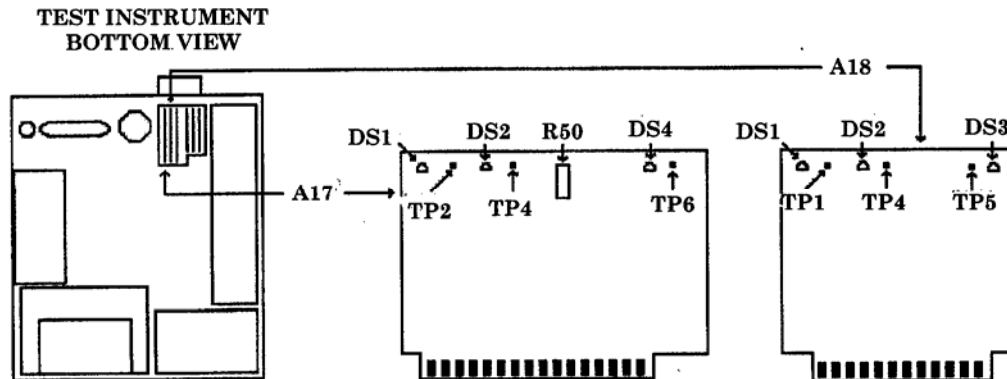 TEST INSTRUMENT
BOTTOM VIEW
A18
DS1 DS2 R50 DS4 DS1 DS2 DS3
A17
TP2 TP4 TP6 TP1 TP4 TP5